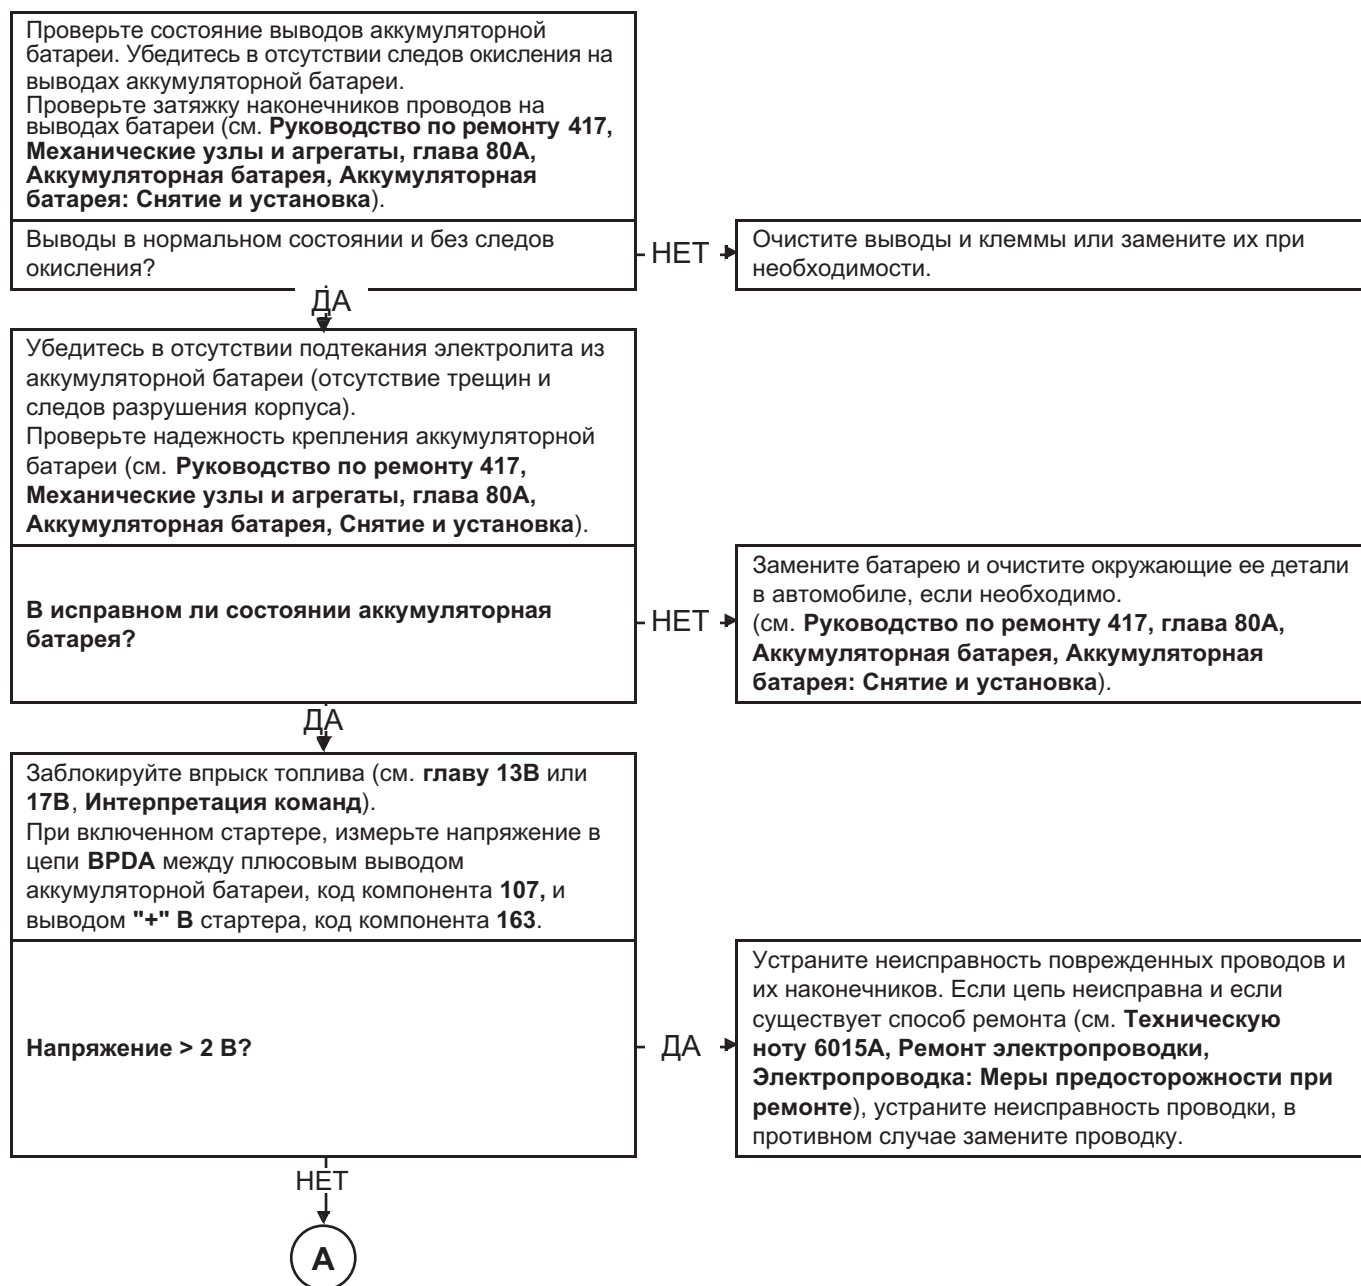 Проверьте состояние выводов аккумуляторной
батареи. Убедитесь в отсутствии следов окисления на
выводах аккумуляторной батареи.
Проверьте затяжку наконечников проводов на
выводах батареи (см. Руководство по ремонту 417,
Механические узлы и агрегаты, глава 80A,
Аккумуляторная батарея, Аккумуляторная
батарея: Снятие и установка).
Выводы в нормальном состоянии и без следов
окисления?
НЕТ
Очистите выводы и клеммы или замените их при
необходимости.
ДА
Убедитесь в отсутствии подтекания электролита из
аккумуляторной батареи (отсутствие трещин и
следов разрушения корпуса).
Проверьте надежность крепления аккумуляторной
батареи (см. Руководство по ремонту 417,
Механические узлы и агрегаты, глава 80A,
Аккумуляторная батарея, Снятие и установка).
В исправном ли состоянии аккумуляторная
батарея?
НЕТ
Замените батарею и очистите окружающие ее детали
в автомобиле, если необходимо.
(см. Руководство по ремонту 417, глава 80A,
Аккумуляторная батарея, Аккумуляторная
батарея: Снятие и установка).
ДА
Заблокируйте впрыск топлива (см. главу 13B или
17B, Интерпретация команд).
При включенном стартере, измерьте напряжение в
цепи BPDA между плюсовым выводом
аккумуляторной батареи, код компонента 107, и
выводом "+" B стартера, код компонента 163.
Напряжение > 2 В?
ДА
Устраните неисправность поврежденных проводов и
их наконечников. Если цепь неисправна и если
существует способ ремонта (см. Техническую
ноту 6015A, Ремонт электропроводки,
Электропроводка: Меры предосторожности при
ремонте), устраните неисправность проводки, в
противном случае замените проводку.
НЕТ
A